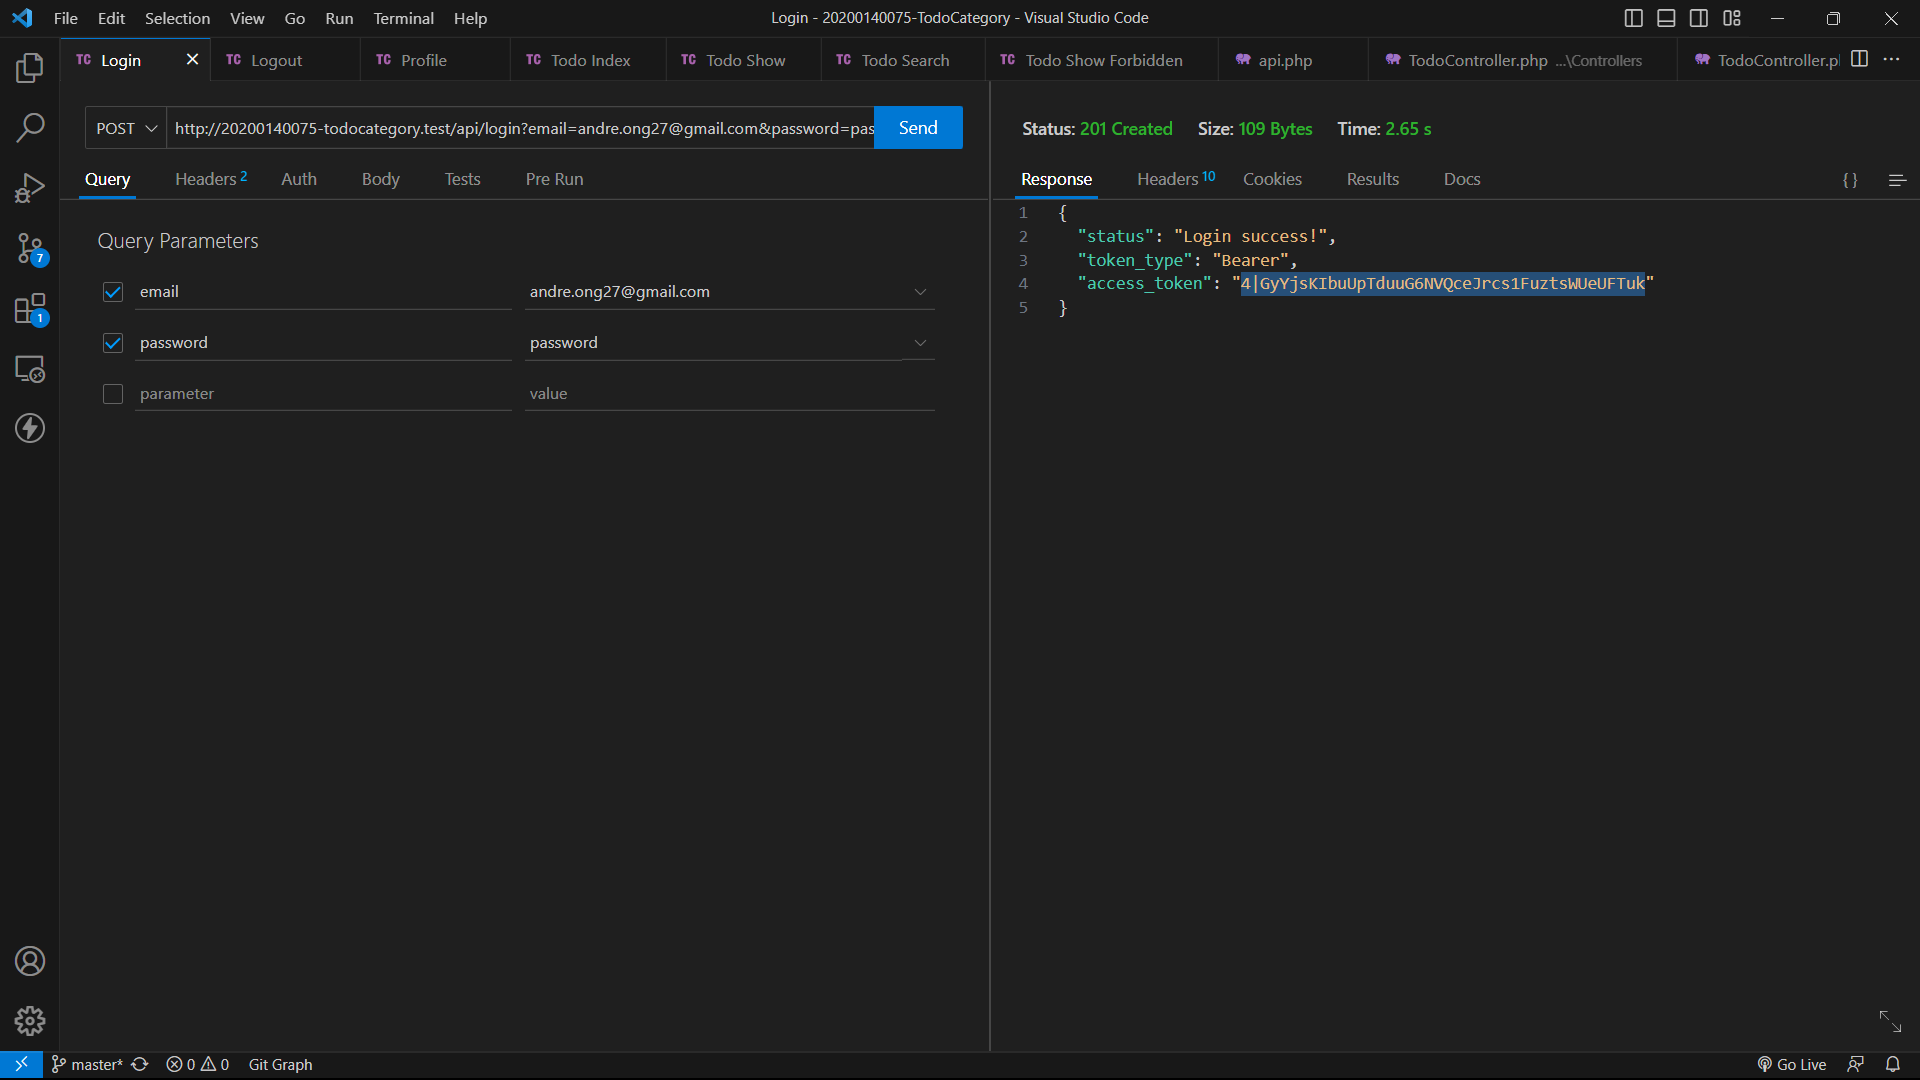 File Edit Selection View Go Run Terminal Help
Login - 20200140075-TodoCategory - Visual Studio Code
TC Login
TC Logout
TC Profile
TC Todo Index
TC Todo Show
TC Todo Search
TC Todo Show Forbidden
api.php
TodoController.php ...\Controllers
TodoController.p
POST
http://20200140075-todocategory.test/api/login?email=andre.ong27@gmail.com&password=pas
Send
Query Headers 2 Auth Body Tests Pre Run
Query Parameters
email andre.ong27@gmail.com
password password
parameter value
Status: 201 Created Size: 109 Bytes Time: 2.65 s
Response Headers 10 Cookies Results Docs {}
1 {
2 "status": "Login success!",
3 "token_type": "Bearer",
4 "access_token": "4|GyYjsKIbuUpTduuG6NVQceJrcs1FuztsWUeUFTuk"
5 }
7
1
master* 0 0 Git Graph
Go Live